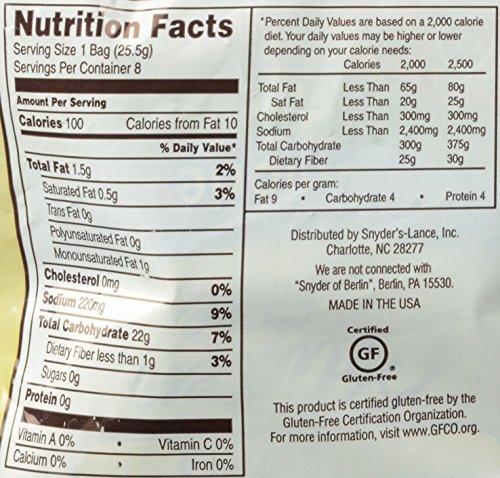 Nutrition Facts
Serving Size 1 Bag (25.5g)
Servings Per Container 8
Amount Per Serving
Calories 100 Calories from Fat 10
% Daily Value*
Total Fat 1.5g 2%
Saturated Fat 0.5g 3%
Trans Fat 0g
Polyunsaturated Fat 0g
Monounsaturated Fat 1g
Cholesterol 0mg 0%
Sodium 220mg 9%
Total Carbohydrate 22g 7%
Dietary Fiber less than 1g 3%
Sugars 0g
Protein 0g
Vitamin A 0% • Vitamin C 0%
Calcium 0% • Iron 0%
*Percent Daily Values are based on a 2,000 calorie
diet. Your daily values may be higher or lower
depending on your calorie needs:
Calories 2,000 2,500
Total Fat Less Than 65g 80g
Sat Fat Less Than 20g 25g
Cholesterol Less Than 300mg 300mg
Sodium Less Than 2,400mg 2,400mg
Total Carbohydrate 300g 375g
Dietary Fiber 25g 30g
Calories per gram:
Fat 9 • Carbohydrate 4 • Protein 4
Distributed by Snyder's-Lance, Inc.
Charlotte, NC 28277
We are not connected with
"Snyder of Berlin", Berlin, PA 15530.
MADE IN THE USA
Certified
GF
®
Gluten-Free
This product is certified gluten-free by the
Gluten-Free Certification Organization.
For more information, visit www.GFCO.org.